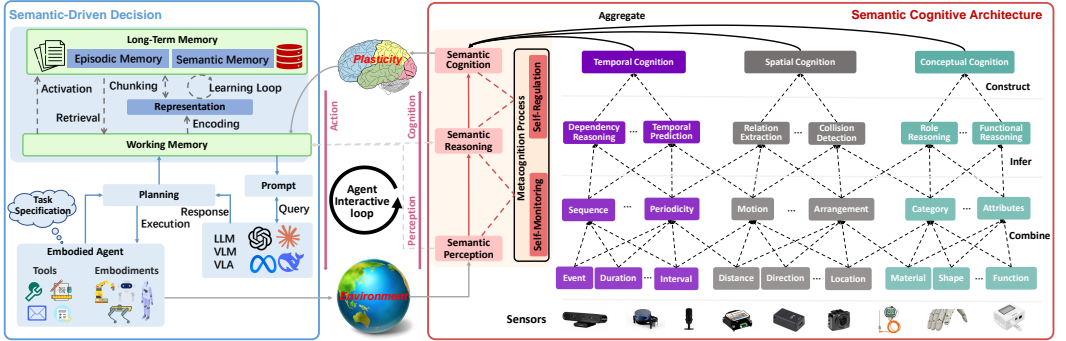 Semantic-Driven Decision
Long-Term Memory
Episodic Memory
Semantic Memory
Activation
Chunking
Learning Loop
Representation
Retrieval
Encoding
Working Memory
Planning
Prompt
Task
Specification
Response
Query
Execution
Embodied Agent
Tools
Embodiments
LLM
VLM
VLA
Plasticity
Action
Cognition
Agent
Interactive
loop
Perception
Environment
Semantic Cognitive Architecture
Aggregate
Semantic
Cognition
Semantic
Reasoning
Semantic
Perception
Metacognition Process
Self-Regulation
Self-Monitoring
Temporal Cognition
Spatial Cognition
Conceptual Cognition
Construct
Dependency
Reasoning
...
Temporal
Prediction
Relation
Extraction
...
Collision
Detection
Role
Reasoning
...
Functional
Reasoning
Infer
Sequence
...
Periodicity
Motion
...
Arrangement
Category
...
Attributes
Combine
Event
Duration
...
Interval
Distance
Direction
...
Location
Material
Shape
...
Function
Sensors